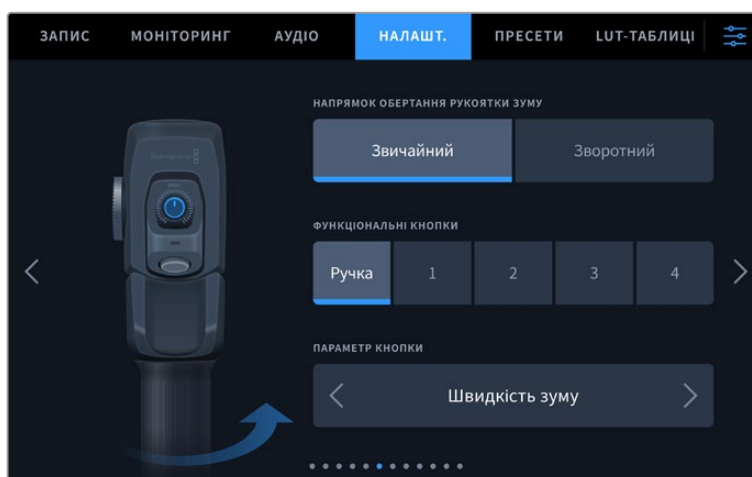 ЗАПИС МОНІТОРИНГ АУДІО НАЛАШТ. ПРЕСЕТИ LUT-ТАБЛИЦІ
НАПРЯМОК ОБЕРТАННЯ РУКОЯТКИ ЗУМУ
Звичайний Зворотний
ФУНКЦІОНАЛЬНІ КНОПКИ
Ручка 1 2 3 4
ПАРАМЕТР КНОПКИ
Швидкість зуму